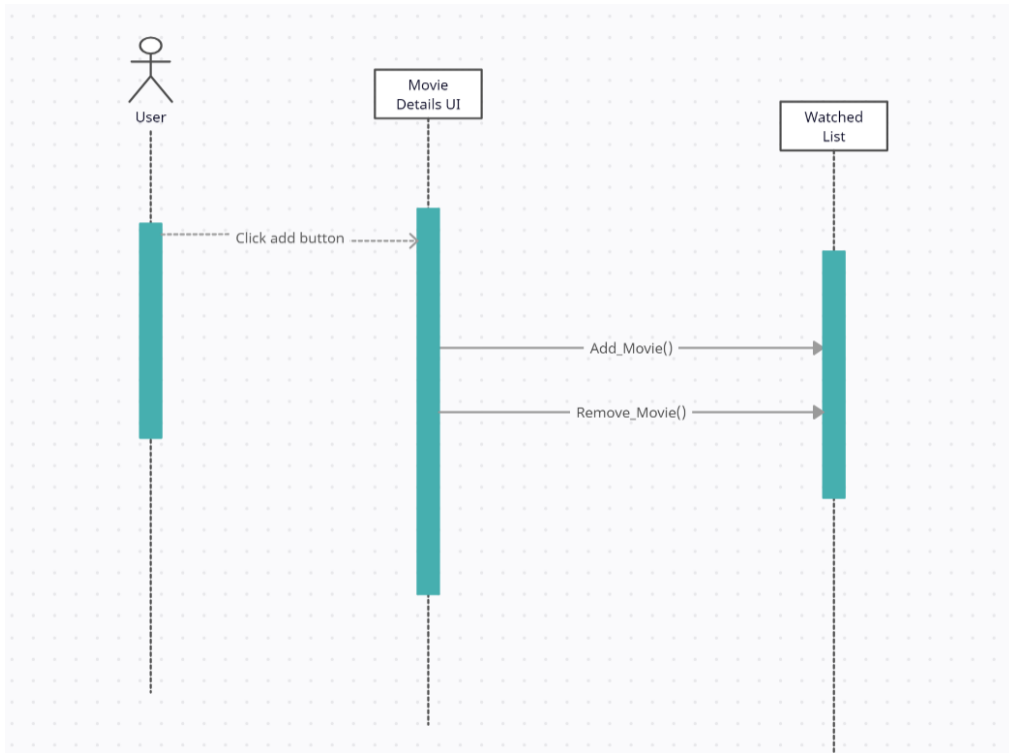 User
Movie
Details UI
Watched
List
Click add button
Add_Movie()
Remove_Movie()